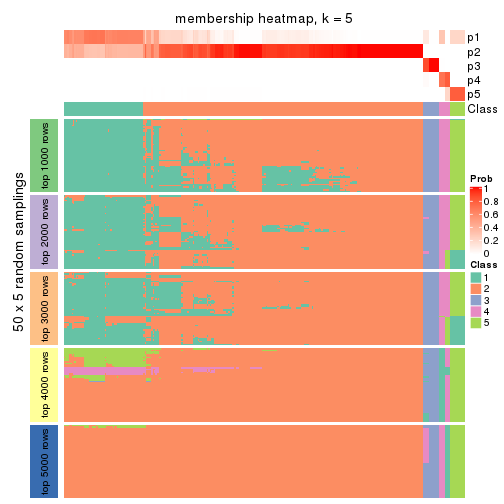 membership heatmap, k = 5
p1
p2
p3
p4
p5
Class
50 x 5 random samplings
top 1000 rows
top 2000 rows
top 3000 rows
top 4000 rows
top 5000 rows
Prob
1
0.8
0.6
0.4
0.2
0
Class
1
2
3
4
5